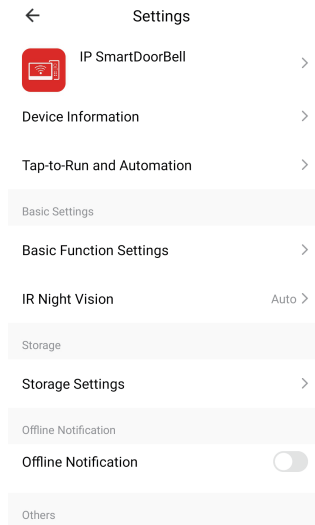 Settings
IP SmartDoorBell
Device Information
Tap-to-Run and Automation
Basic Settings
Basic Function Settings
IR Night Vision Auto
Storage
Storage Settings
Offline Notification
Offline Notification
Others